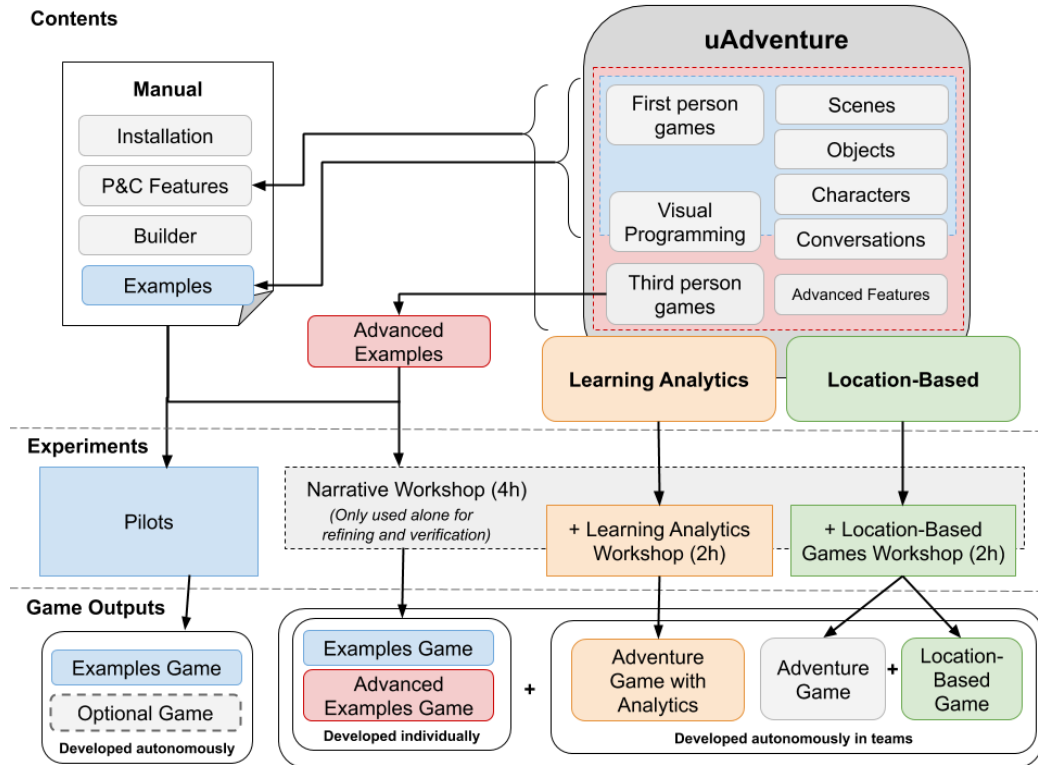 Contents
uAdventure
Manual
Installation
P&C Features
Builder
Examples
First person
games
Visual
Programming
Third person
games
Scenes
Objects
Characters
Conversations
Advanced Features
Advanced
Examples
Learning Analytics
Location-Based
Experiments
Pilots
Narrative Workshop (4h)
(Only used alone for
refining and verification)
+ Learning Analytics
Workshop (2h)
+ Location-Based
Games Workshop (2h)
Game Outputs
Examples Game
Optional Game
Developed autonomously
Examples Game
Advanced
Examples Game
Developed individually
+
Adventure
Game with
Analytics
Adventure
Game
+
Location-
Based
Game
Developed autonomously in teams